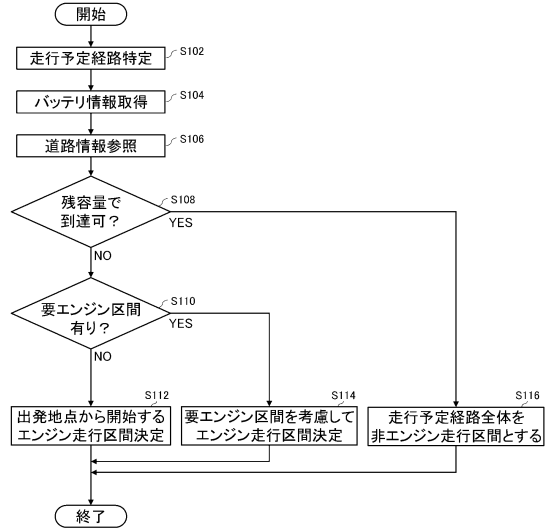 開始
走行予定経路特定
S102
バッテリ情報取得
S104
道路情報参照
S106
残容量で
到達可？
S108
YES
NO
要エンジン区間
有り？
S110
YES
NO
S112
出発地点から開始する
エンジン走行区間決定
S114
要エンジン区間を考慮して
エンジン走行区間決定
S116
走行予定経路全体を
非エンジン走行区間とする
終了